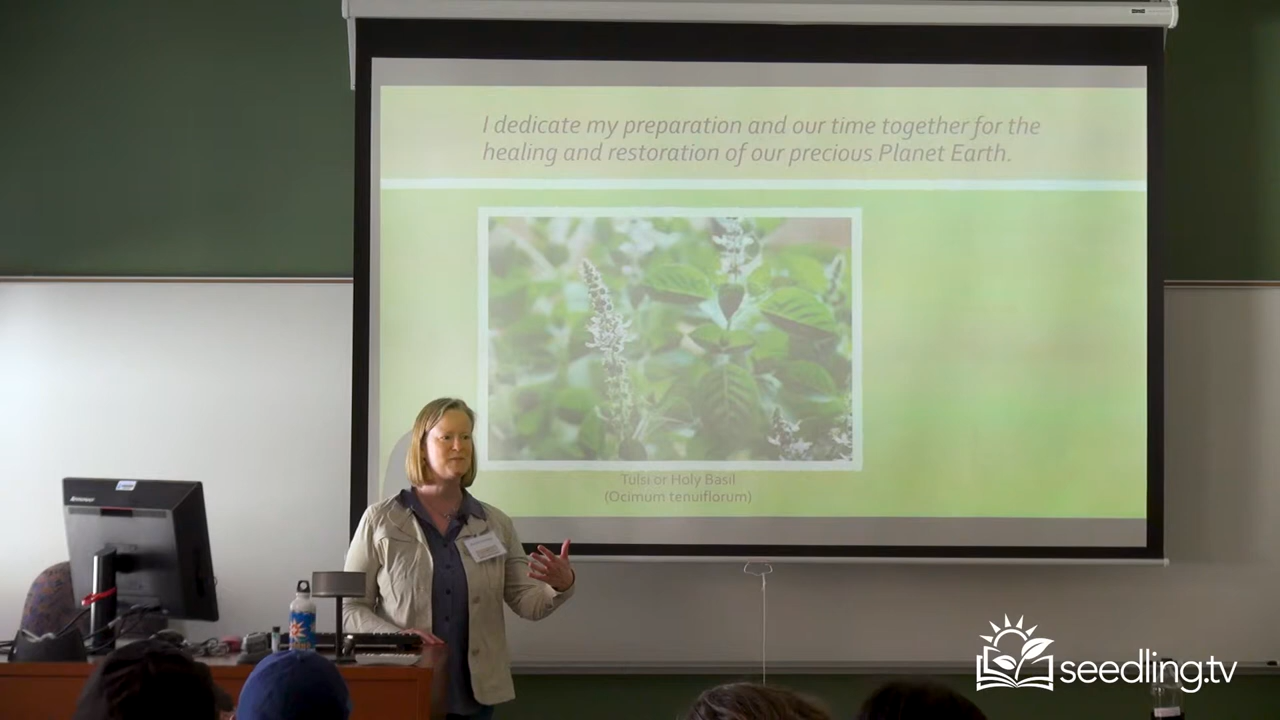 I dedicate my preparation and our time together for the
healing and restoration of our precious Planet Earth.
Tulsi or Holy Basil
(Ocimum tenuiflorum)
seedling.tv